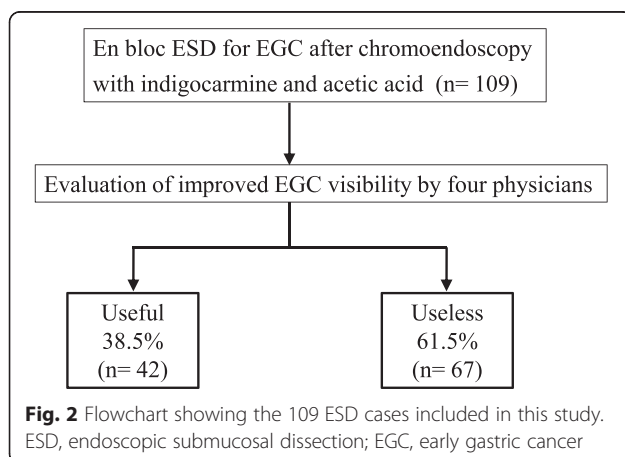 En bloc ESD for EGC after chromoendoscopy
with indigocarmine and acetic acid (n= 109)
Evaluation of improved EGC visibility by four physicians
Useful
38.5%
(n= 42)
Useless
61.5%
(n= 67)
Fig. 2 Flowchart showing the 109 ESD cases included in this study.
ESD, endoscopic submucosal dissection; EGC, early gastric cancer